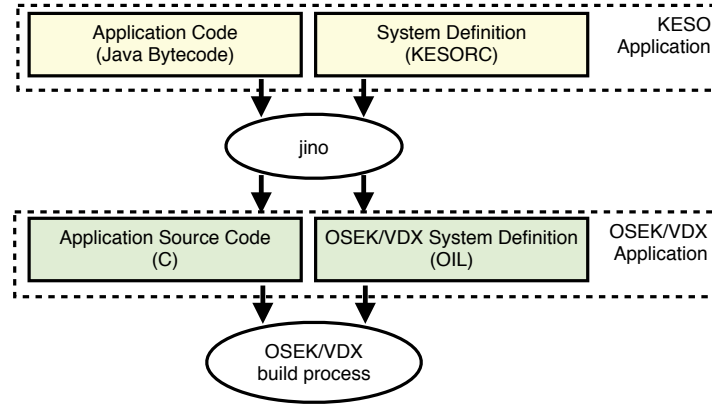 Application Code
(Java Bytecode)
System Definition
(KESORC)
KESO
Application
jino
Application Source Code
(C)
OSEK/VDX System Definition
(OIL)
OSEK/VDX
Application
OSEK/VDX
build process